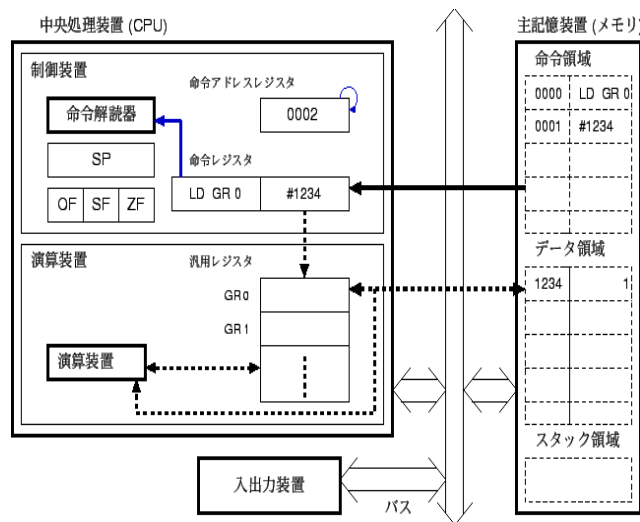 中央処理装置 (CPU)
主記憶装置 (メモリ)
制御装置
命令解読器
SP
OF SF ZF
命令アドレスレジスタ
0002
命令レジスタ
LD GR 0 #1234
演算装置
汎用レジスタ
GR0
GR 1
演算装置
入出力装置
バス
命令領域
0000 LD GR 0
0001 #1234
データ領域
1234 1
スタック領域